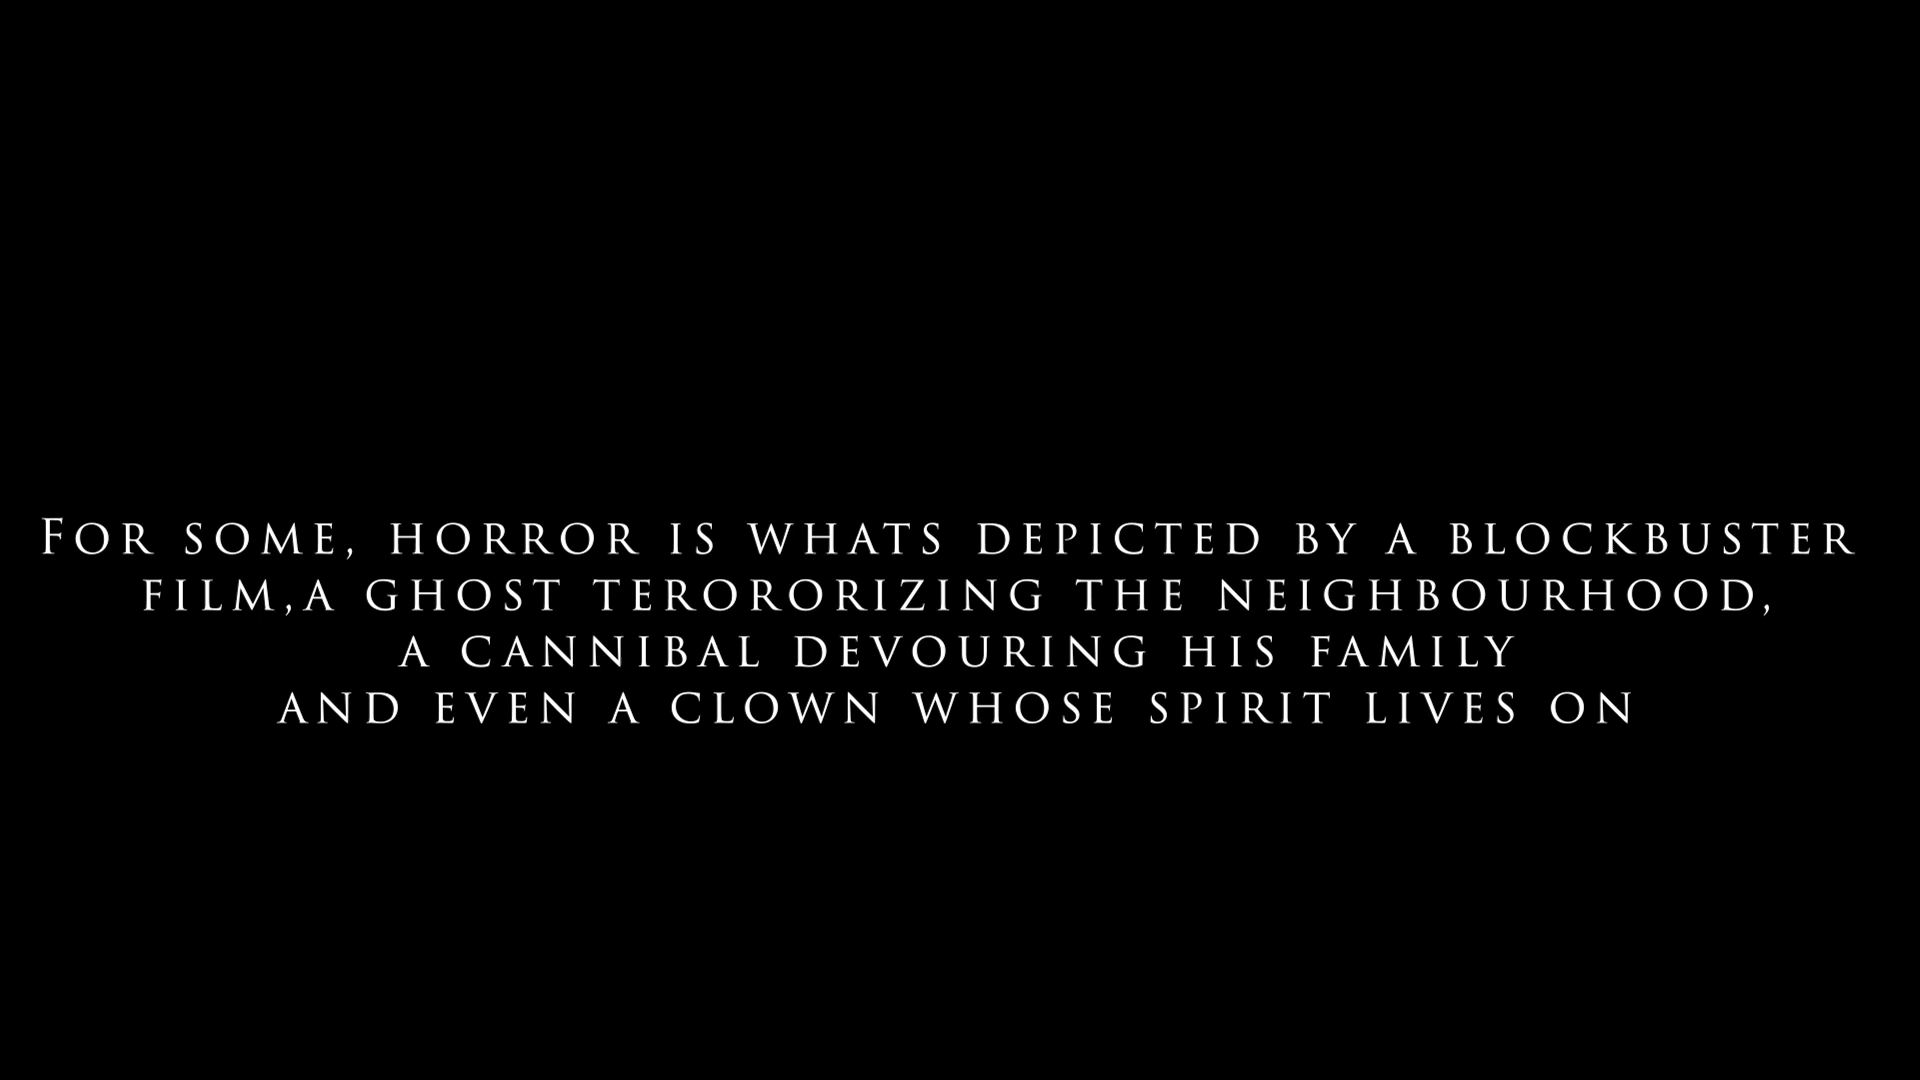 For some, horror is whats depicted by a blockbuster
film,a ghost terororizing the neighbourhood,
a cannibal devouring his family
and even a clown whose spirit lives on